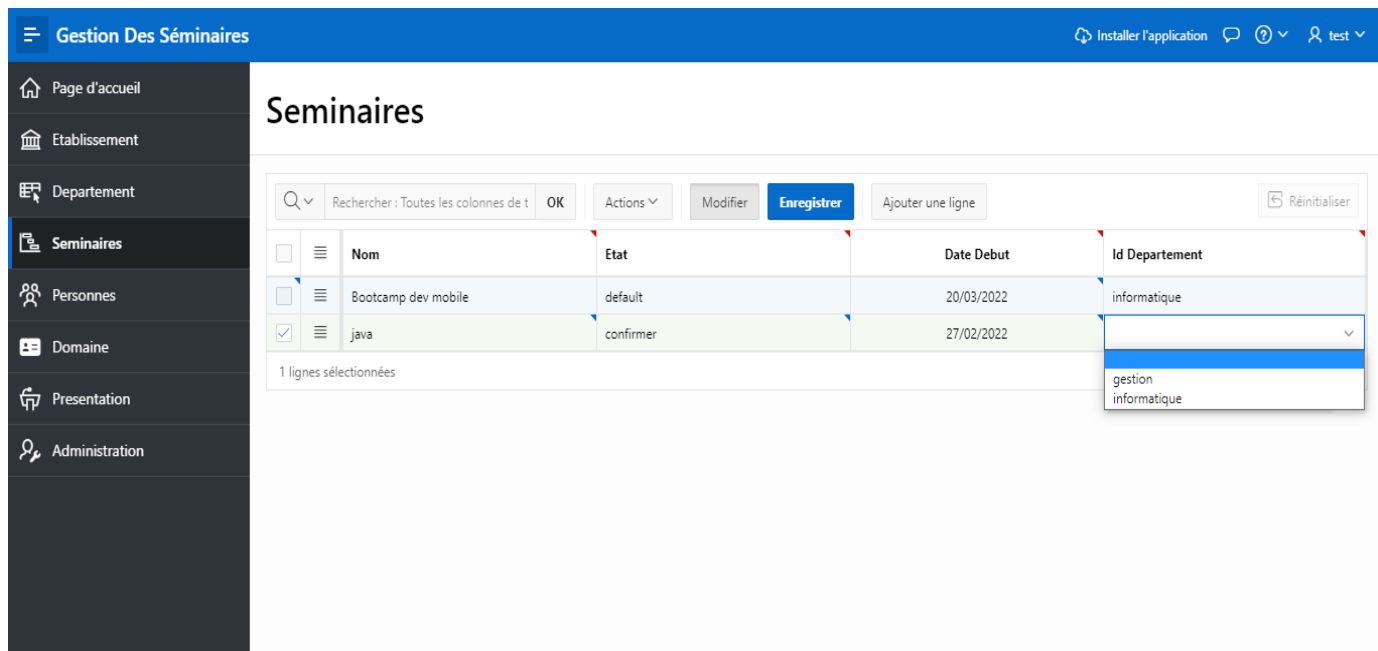 Gestion Des Séminaires
Installer l'application
test
Page d'accueil
Etablissement
Departement
Seminaires
Personnes
Domaine
Presentation
Administration
Seminaires
Rechercher : Toutes les colonnes de t OK Actions Modifier Enregistrer Ajouter une ligne Réinitialiser
Nom Etat Date Debut Id Departement
Bootcamp dev mobile default 20/03/2022 informatique
java confirmer 27/02/2022
gestion
informatique
1 lignes sélectionnées